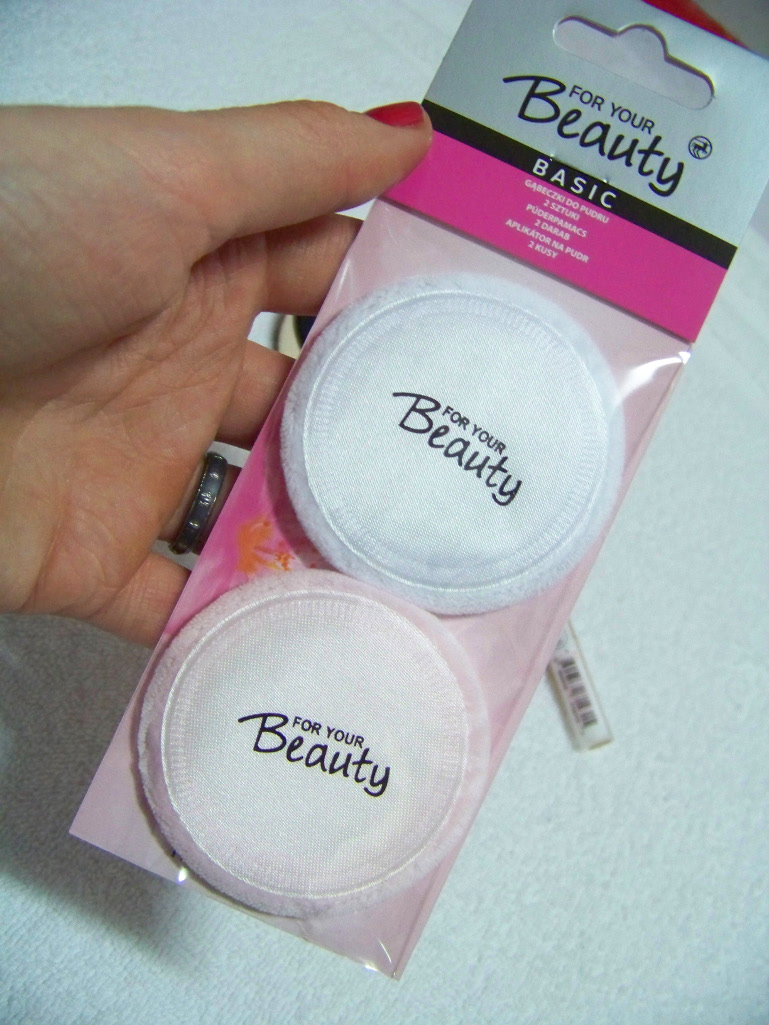 FOR YOUR
Beauty
BASIC
GĄBECZKI DO PUDRU
2 SZTUKI
PÚDERPAMACS
2 DARAB
APLIKÁTOR NA PUDR
2 KUSY
FOR YOUR
Beauty
FOR YOUR
Beauty